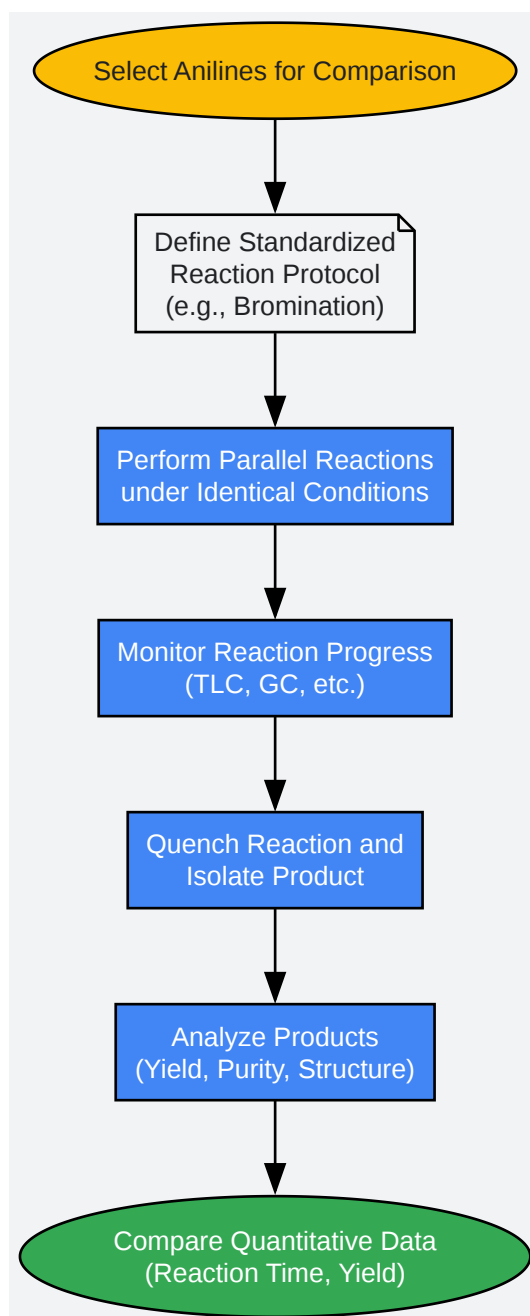 Select Anilines for Comparison
Define Standardized
Reaction Protocol
(e.g., Bromination)
Perform Parallel Reactions
under Identical Conditions
Monitor Reaction Progress
(TLC, GC, etc.)
Quench Reaction and
Isolate Product
Analyze Products
(Yield, Purity, Structure)
Compare Quantitative Data
(Reaction Time, Yield)